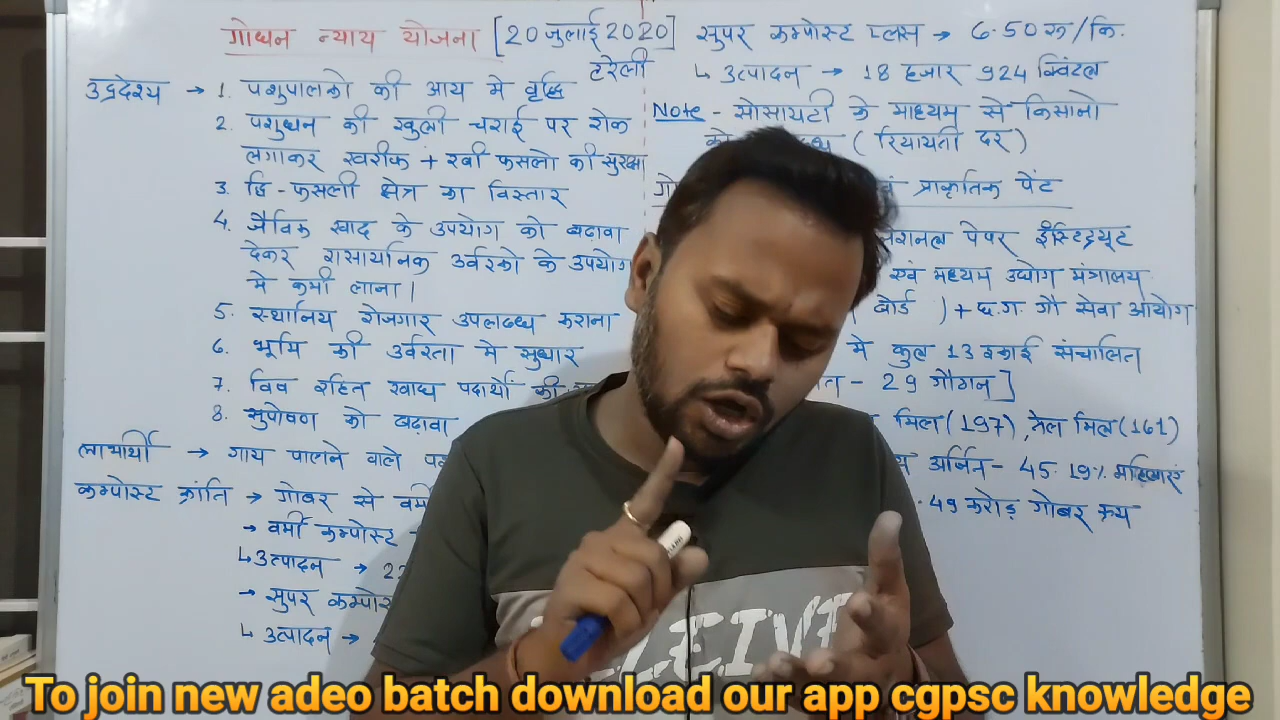 गोधन न्याय योजना [20 जुलाई 2020]
हरेली
उद्देश्य → 1. पशुपालको की आय मे वृद्धि
2. पशुधन की खुली चराई पर रोक
लगाकर खरीफ + रबी फसलो की सुरक्षा
3. द्वि-फसली क्षेत्र का विस्तार
4. जैविक खाद के उपयोग को बढावा
देकर रासायनिक उर्वरको के उपयोग
मे कमी लाना।
5. स्थानिय रोजगार उपलब्ध कराना
6. भूमि की उर्वरता मे सुधार
7. विष रहित खाद्य पदार्थों की
8. सुपोषण को बढ़ावा
लाभार्थी → गाय पालने वाले
कम्पोस्ट क्रांति → गोबर से वर्मी
→ वर्मी कम्पोस्ट -
↳ उत्पादन → 22
→ सुपर कम्पोस
↳ उत्पादन →
सुपर कम्पोस्ट प्लस → 6.50 रू/कि.
↳ उत्पादन → 18 हजार 924 क्विंटल
Note - सोसायटी के माध्यम से किसानो
को (रियायती दर)
एवं प्राकृतिक पेंट
पेपर इंस्टिट्यूट
एवं मध्यम उद्योग मंत्रालय
बोर्ड ) + छ.ग. गौ सेवा आयोग
मे कुल 13 इकाई संचालित
- 29 गौठान]
मिल (197), तेल मिल (161)
अर्जित - 45.19% महिलाएं
.49 करोड़ गोबर क्रय
ELEIVE
To join new adeo batch download our app cgpsc knowledge